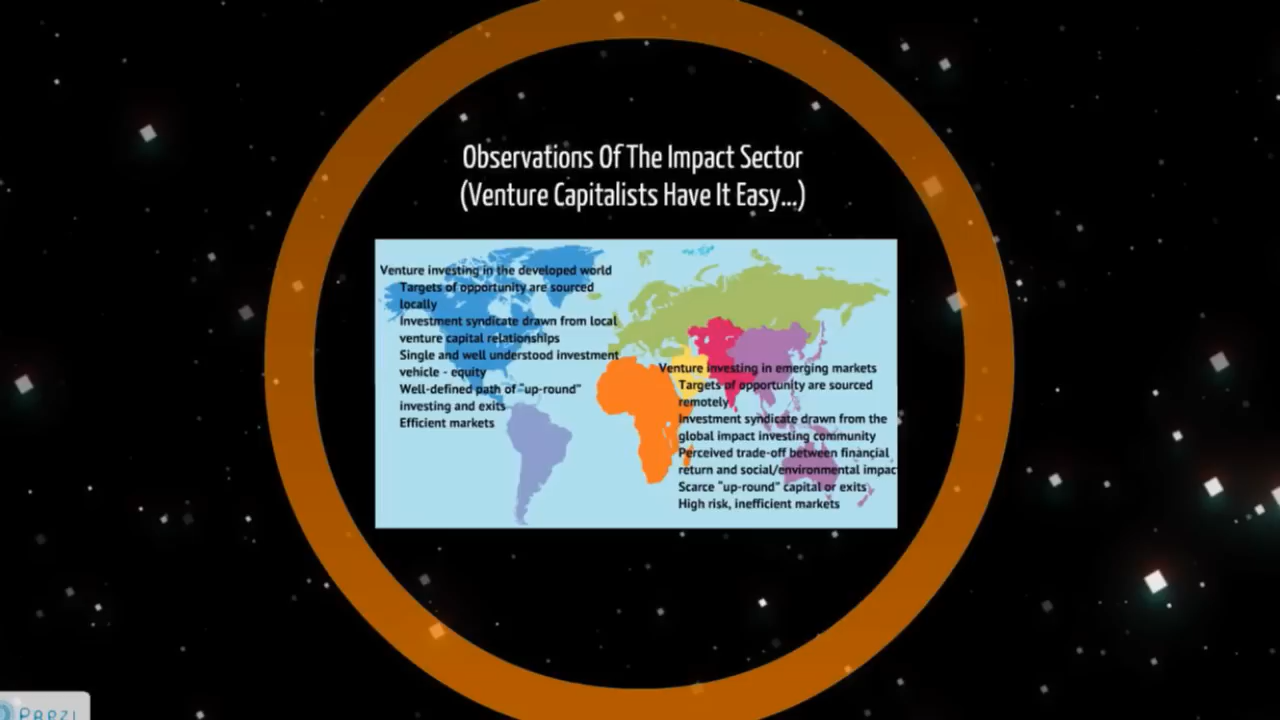 Observations Of The Impact Sector
(Venture Capitalists Have It Easy...)
Venture investing in the developed world
Targets of opportunity are sourced
locally
Investment syndicate drawn from local
venture capital relationships
Single and well understood investment
vehicle - equity
Well-defined path of "up-round"
investing and exits
Efficient markets
Venture investing in emerging markets
Targets of opportunity are sourced
remotely
Investment syndicate drawn from the
global impact investing community
Perceived trade-off between financial
return and social/environmental impac
Scarce "up-round" capital or exits
High risk, inefficient markets
PREZI